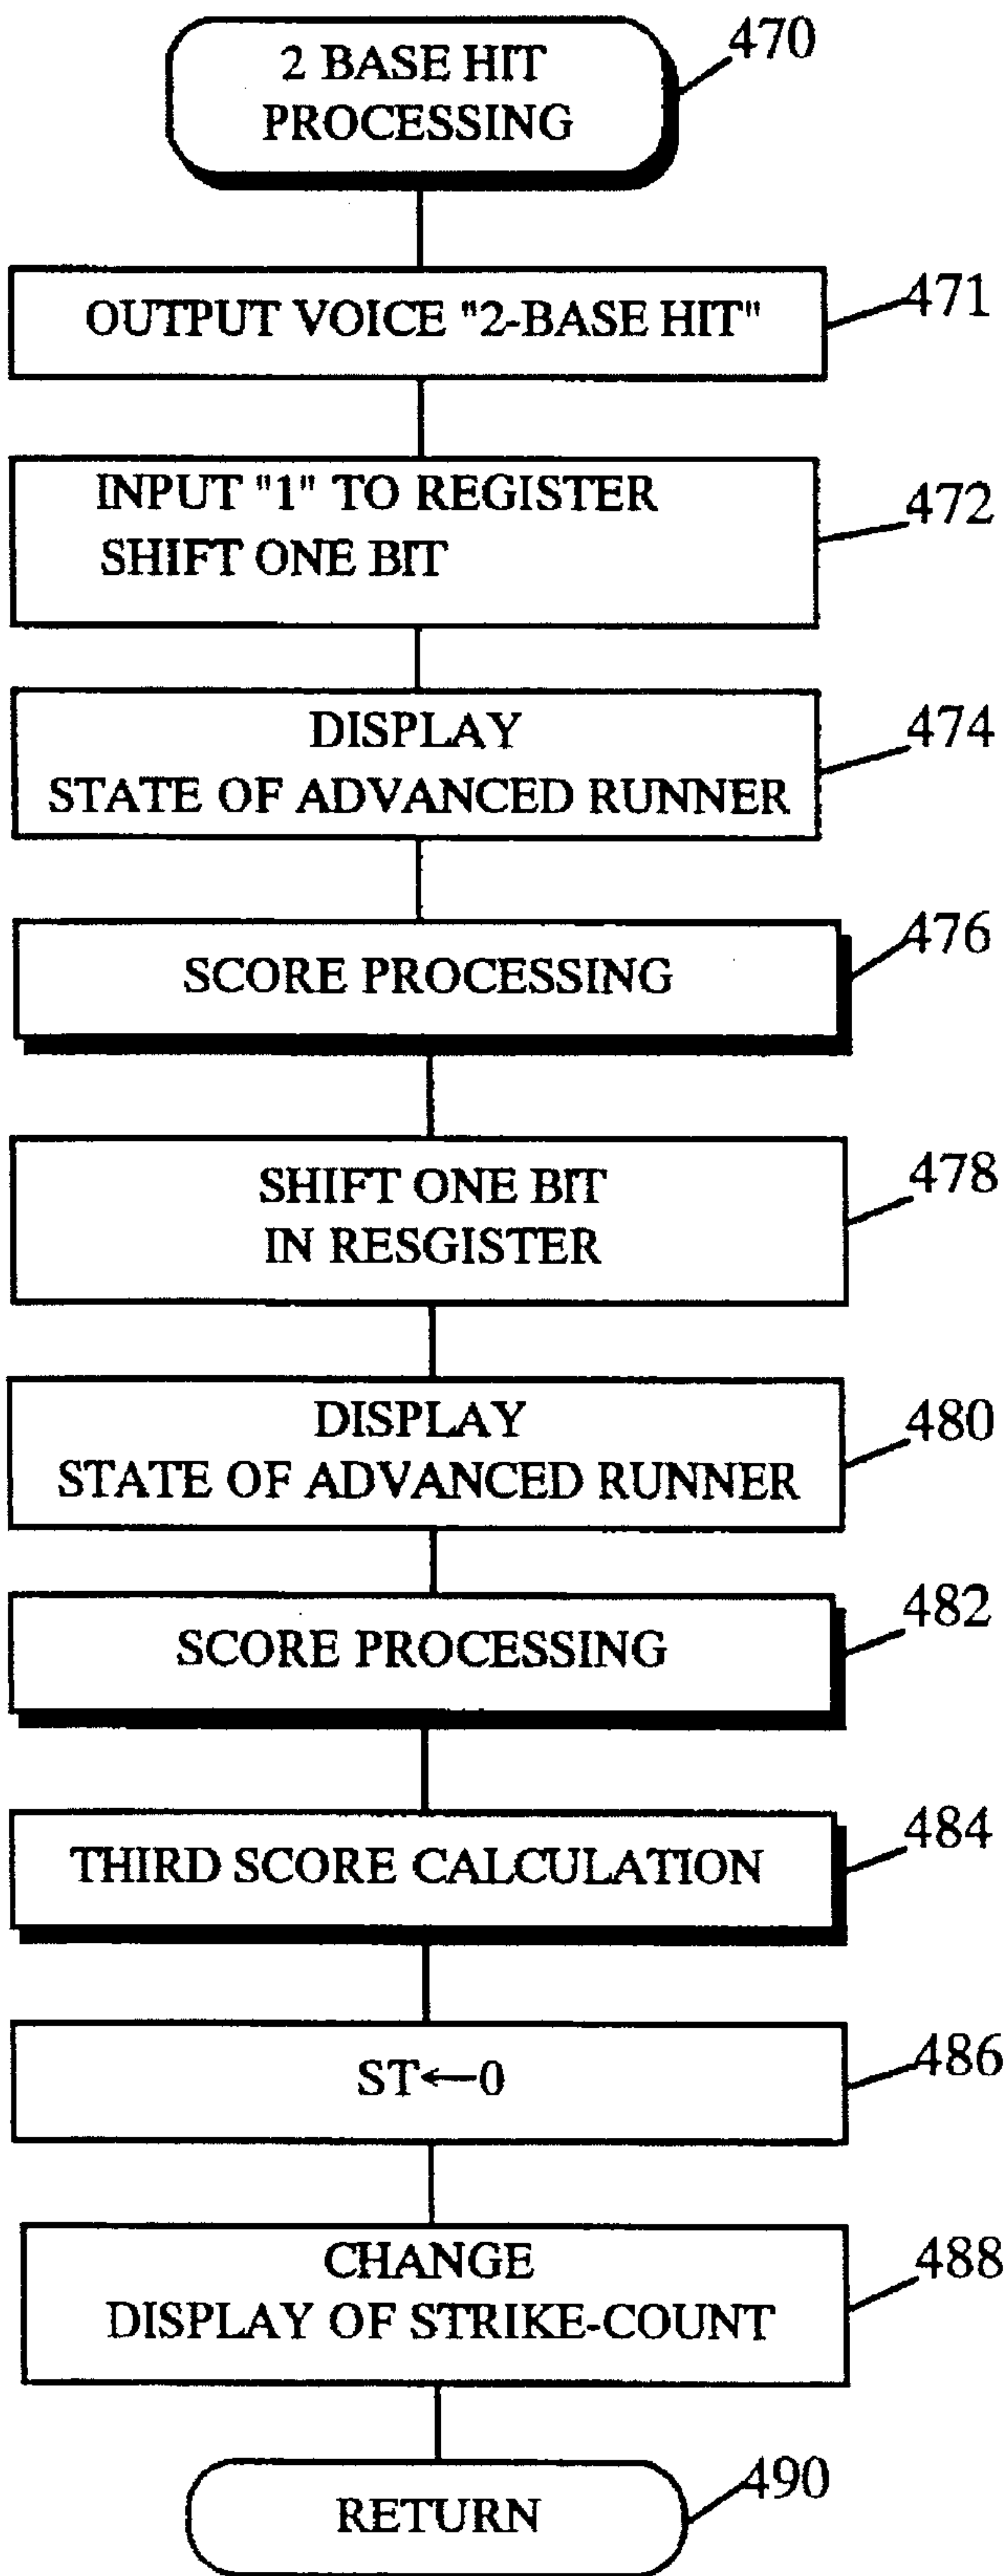 2 BASE HIT
PROCESSING
470
OUTPUT VOICE "2-BASE HIT"
471
INPUT "1" TO REGISTER
SHIFT ONE BIT
472
DISPLAY
STATE OF ADVANCED RUNNER
474
SCORE PROCESSING
476
SHIFT ONE BIT
IN RESGISTER
478
DISPLAY
STATE OF ADVANCED RUNNER
480
SCORE PROCESSING
482
THIRD SCORE CALCULATION
484
ST←0
486
CHANGE
DISPLAY OF STRIKE-COUNT
488
RETURN
490